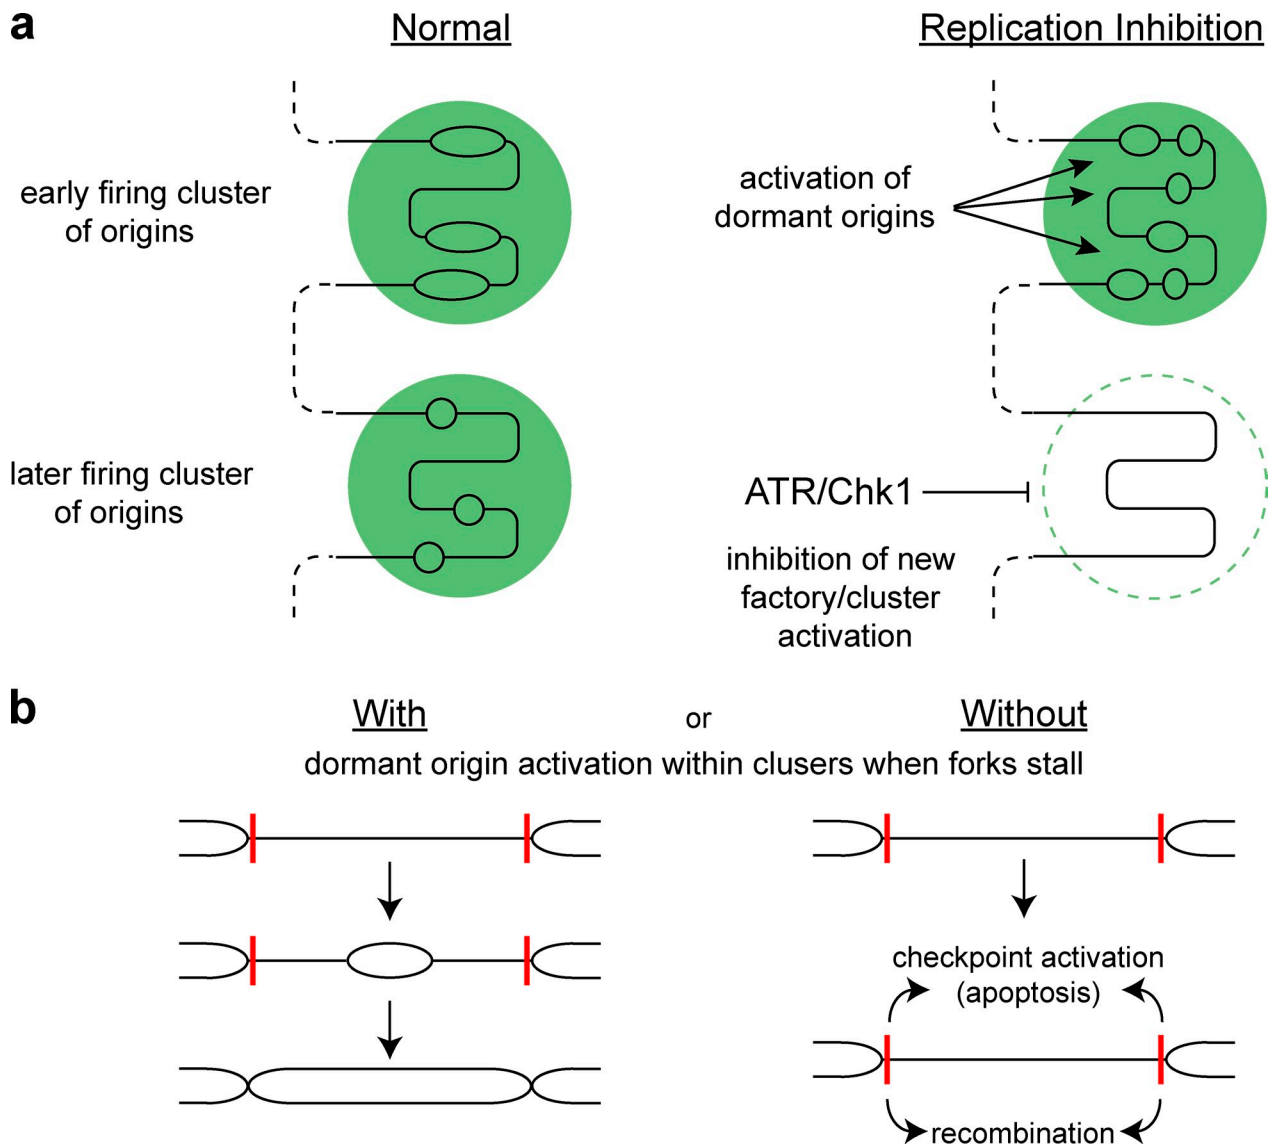 a
Normal
Replication Inhibition
early firing cluster
of origins
activation of
dormant origins
later firing cluster
of origins
ATR/Chk1
inhibition of new
factory/cluster
activation
b
With
or
Without
dormant origin activation within clusers when forks stall
checkpoint activation
(apoptosis)
recombination